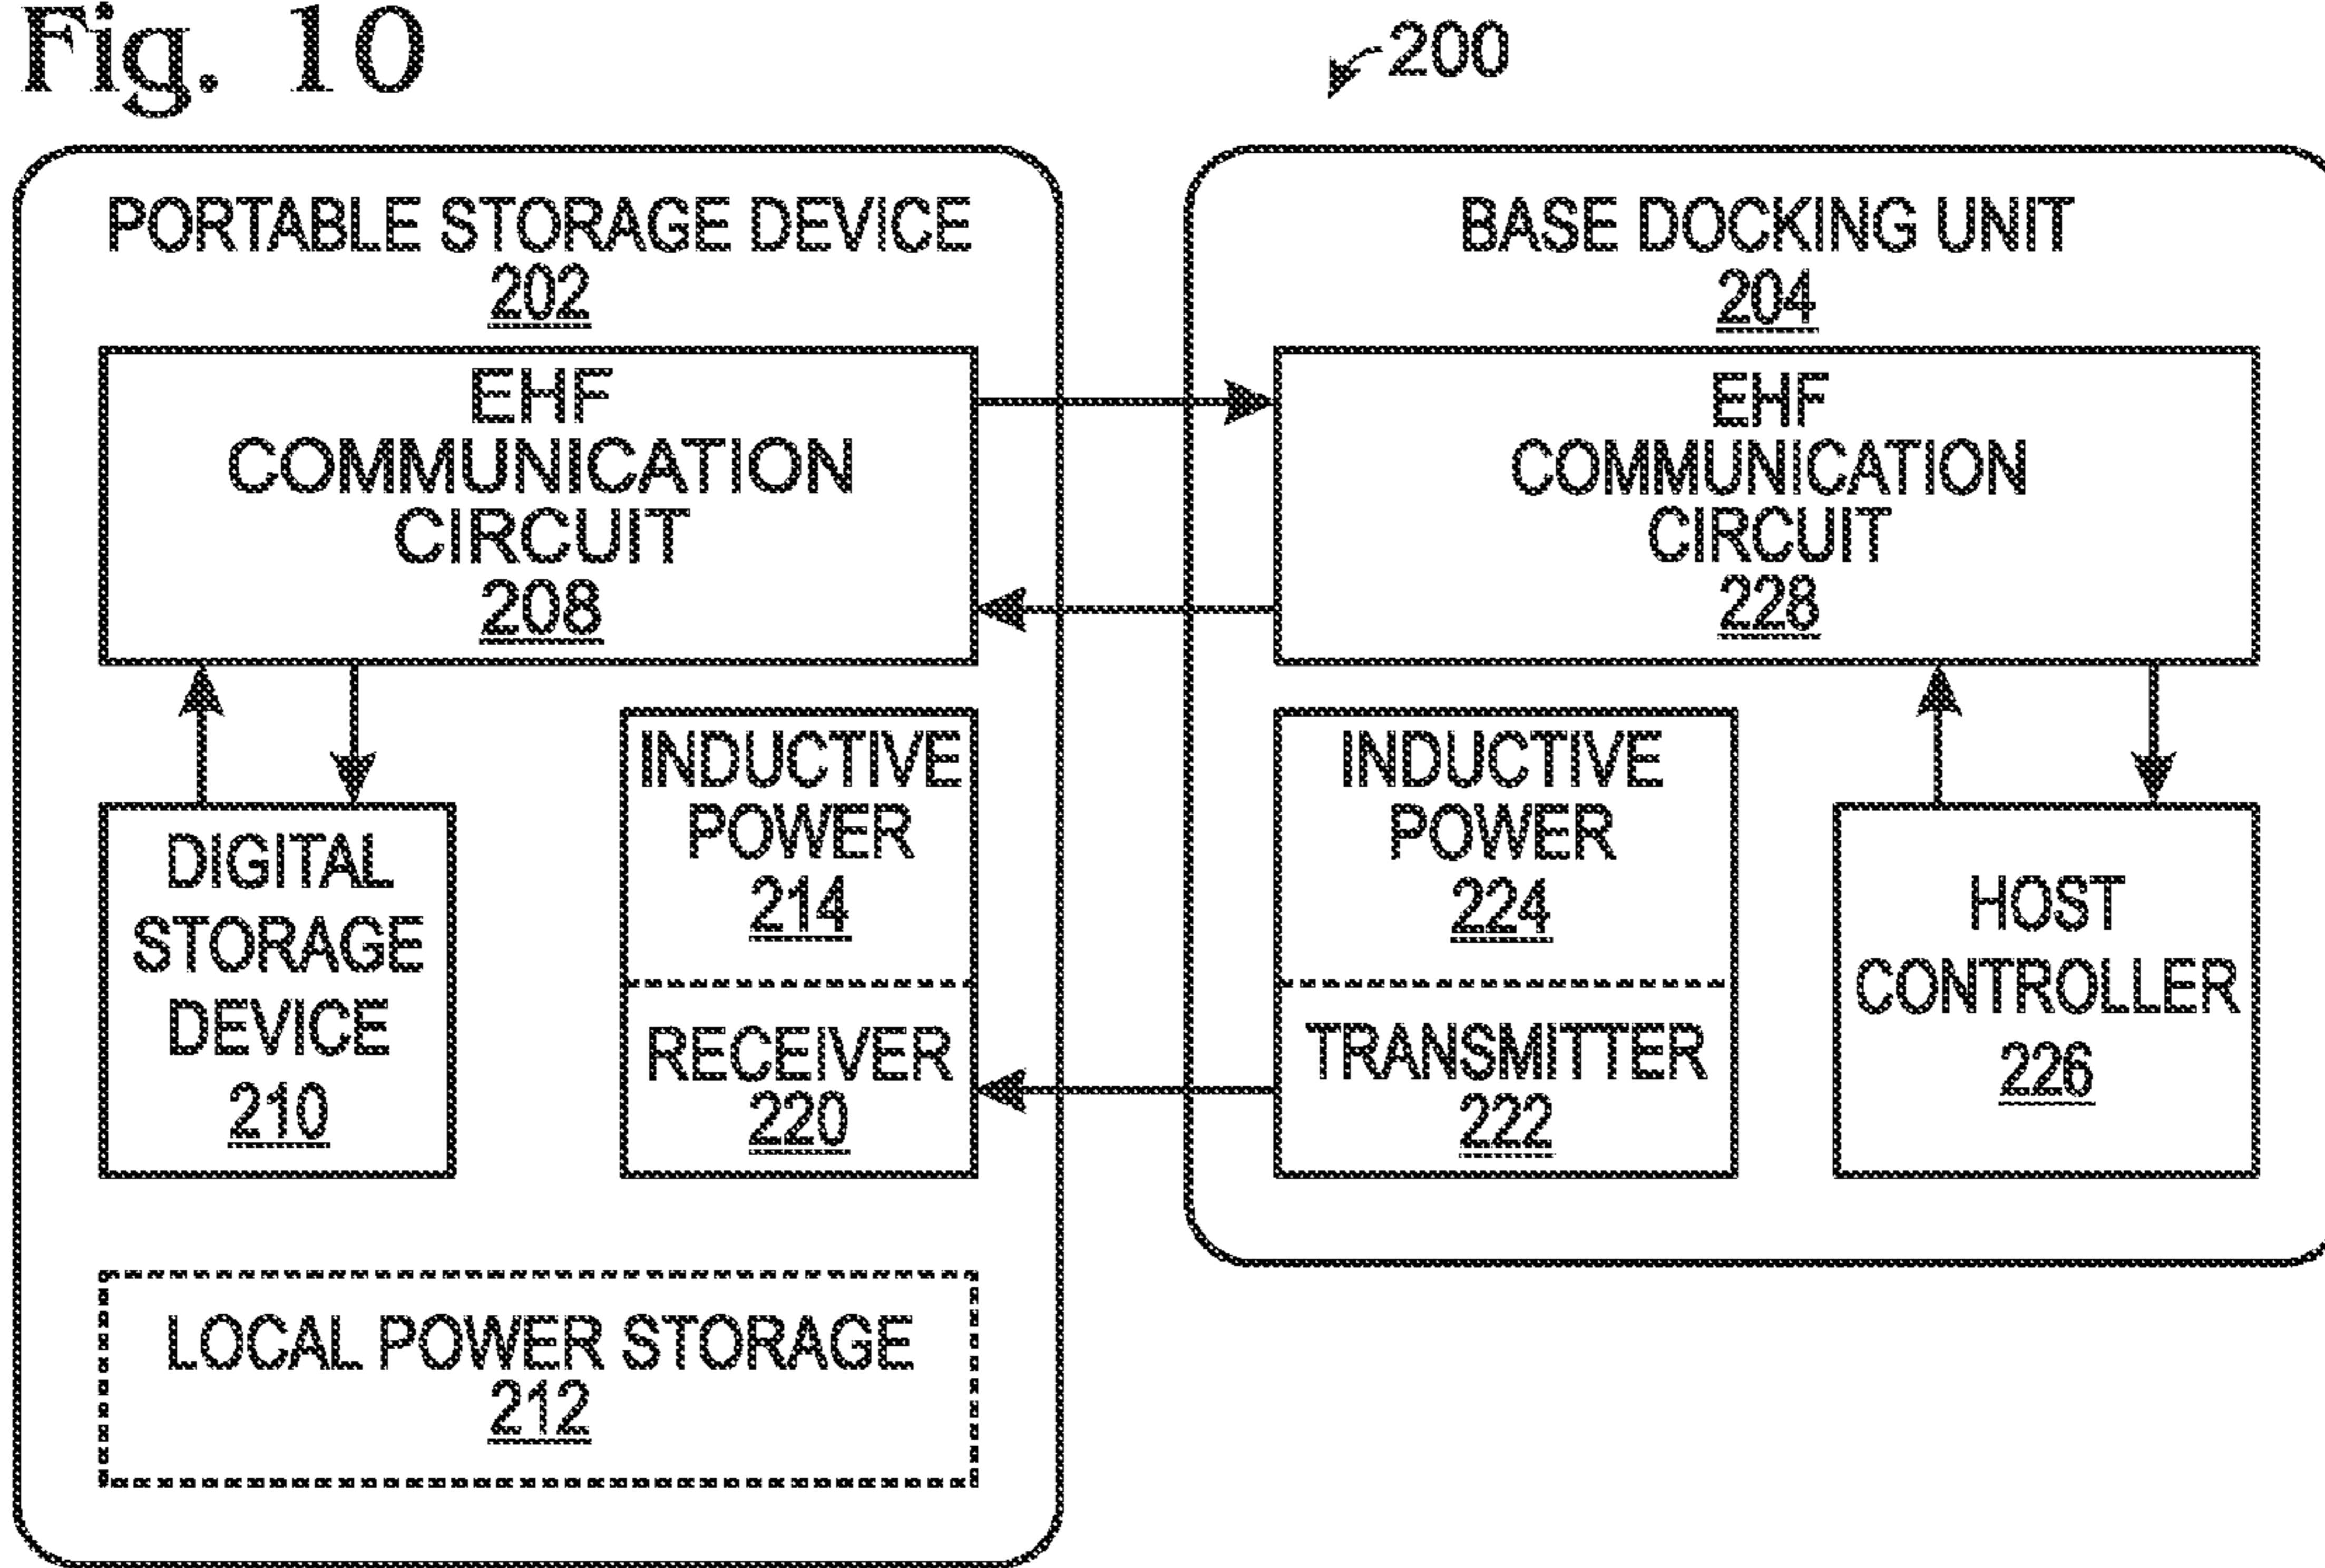 Fig. 10
200
PORTABLE STORAGE DEVICE
202
EHF
COMMUNICATION
CIRCUIT
208
DIGITAL
STORAGE
DEVICE
210
INDUCTIVE
POWER
214
RECEIVER
220
LOCAL POWER STORAGE
212
BASE DOCKING UNIT
204
EHF
COMMUNICATION
CIRCUIT
228
INDUCTIVE
POWER
224
TRANSMITTER
222
HOST
CONTROLLER
226